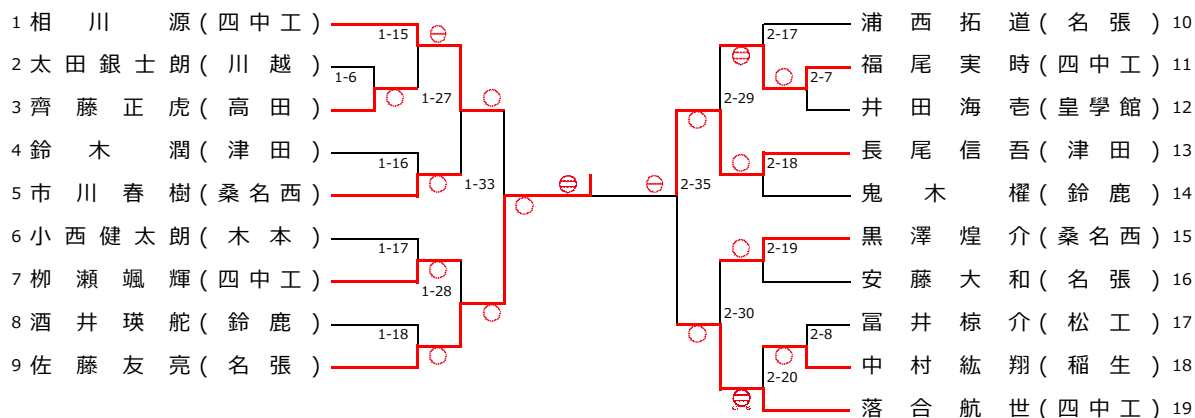 1 相川源(四中工)
2 太田銀士朗(川越)
3 齊藤正虎(高田)
4 鈴木潤(津田)
5 市川春樹(桑名西)
6 小西健太朗(木本)
7 栁瀬颯輝(四中工)
8 酒井瑛舵(鈴鹿)
9 佐藤友亮(名張)
1-15
1-6
1-27
1-16
1-33
1-17
1-28
1-18
2-17
2-7
2-29
2-18
2-35
2-19
2-30
2-8
2-20
浦西拓道(名張) 10
福尾実時(四中工) 11
井田海壱(皇學館) 12
長尾信吾(津田) 13
鬼木櫂(鈴鹿) 14
黒澤煌介(桑名西) 15
安藤大和(名張) 16
冨井椋介(松工) 17
中村紘翔(稲生) 18
落合航世(四中工) 19